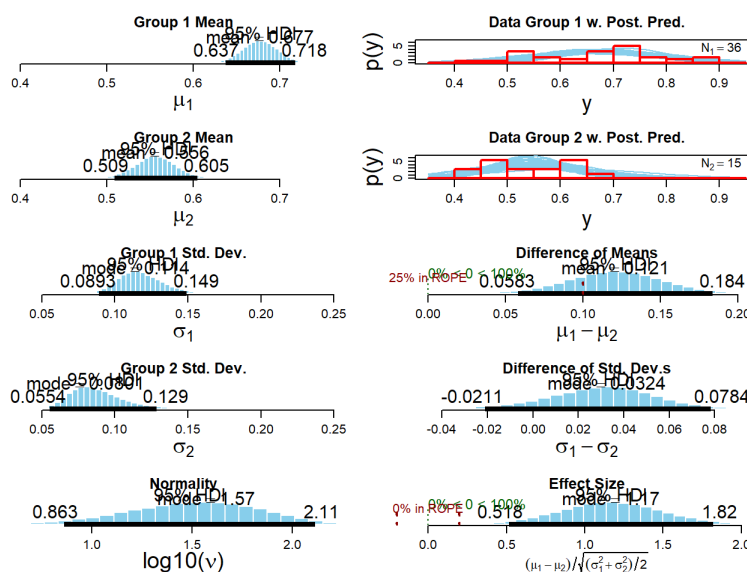 Group 1 Mean
95% HDI
mean = 0.677
0.637 0.718
0.4 0.5 0.6 0.7
μ1
Data Group 1 w. Post. Pred.
N1 = 36
p(y)
0 5
0.4 0.5 0.6 0.7 0.8 0.9
y
Group 2 Mean
95% HDI
mean = 0.556
0.509 0.605
0.4 0.5 0.6 0.7
μ2
Data Group 2 w. Post. Pred.
N2 = 15
p(y)
0 5
0.4 0.5 0.6 0.7 0.8 0.9
y
Group 1 Std. Dev.
95% HDI
mode = 0.114
0.0893 0.149
0.05 0.10 0.15 0.20 0.25
σ1
Difference of Means
95% HDI
0% < 0 < 100%
mean = 0.121
25% in ROPE
0.0583 0.184
0.00 0.05 0.10 0.15 0.20
μ1 − μ2
Group 2 Std. Dev.
95% HDI
mode = 0.0801
0.0554 0.129
0.05 0.10 0.15 0.20 0.25
σ2
Difference of Std. Dev.s
95% HDI
mode = 0.0324
-0.0211 0.0784
-0.04 -0.02 0.00 0.02 0.04 0.06 0.08
σ1 − σ2
Normality
95% HDI
mode = 1.57
0.863 2.11
1.0 1.5 2.0
log10(ν)
Effect Size
95% HDI
0% < 0 < 100%
mode = 1.17
0% in ROPE
0.518 1.82
0.0 0.5 1.0 1.5 2.0
(μ1 − μ2)/√(σ1² + σ2²)/2